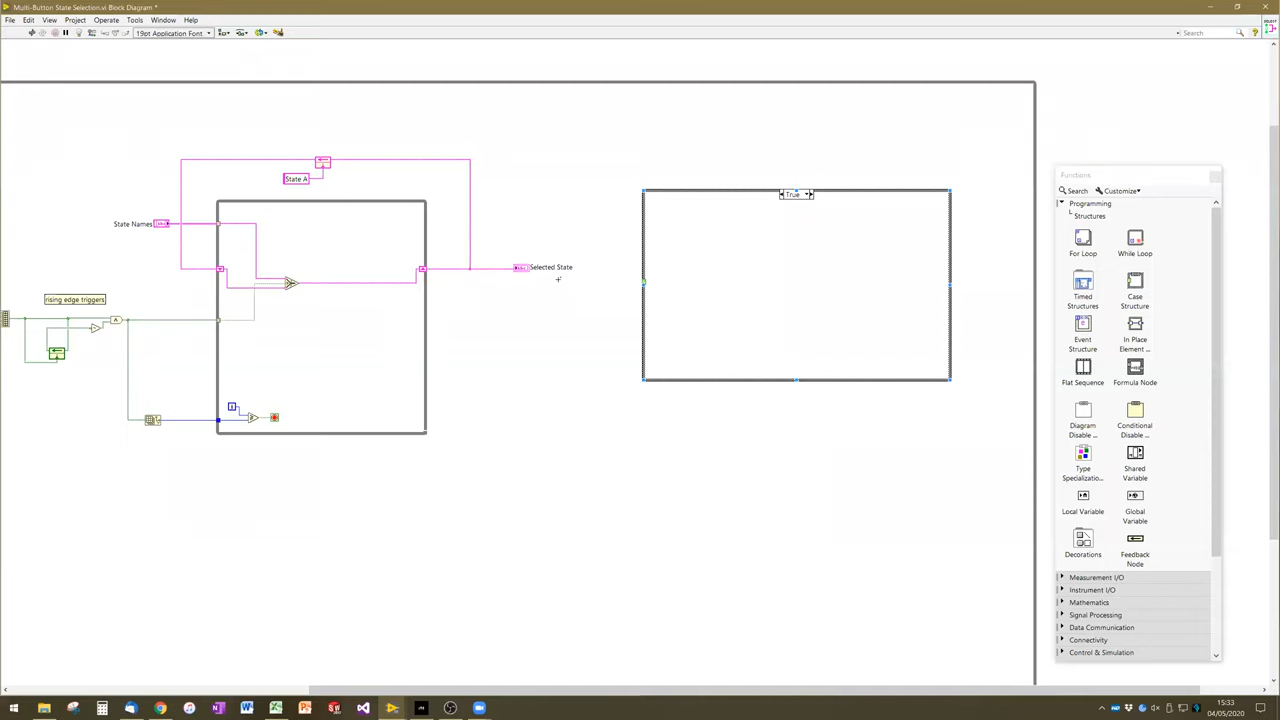 Multi-Button State Selection.vi Block Diagram *
File Edit View Project Operate Tools Window Help
19pt Application Font
Search
State A
True
State Names
Selected State
rising edge triggers
Functions
Search Customize
Programming
Structures
For Loop While Loop
Timed Structures
Case Structure
Event Structure
In Place Element ...
Flat Sequence Formula Node
Diagram Disable ...
Conditional Disable ...
Type Specializatio...
Shared Variable
Local Variable
Global Variable
Decorations
Feedback Node
Measurement I/O
Instrument I/O
Mathematics
Signal Processing
Data Communication
Connectivity
Control & Simulation
15:33
04/05/2020